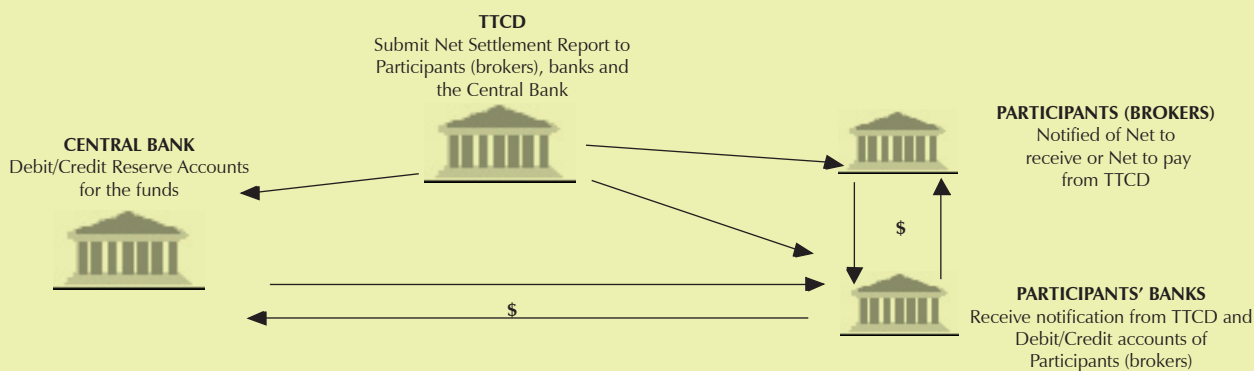 TTCD
Submit Net Settlement Report to
Participants (brokers), banks and
the Central Bank
CENTRAL BANK
Debit/Credit Reserve Accounts
for the funds
PARTICIPANTS (BROKERS)
Notified of Net to
receive or Net to pay
from TTCD
$
$
PARTICIPANTS’ BANKS
Receive notification from TTCD and
Debit/Credit accounts of
Participants (brokers)